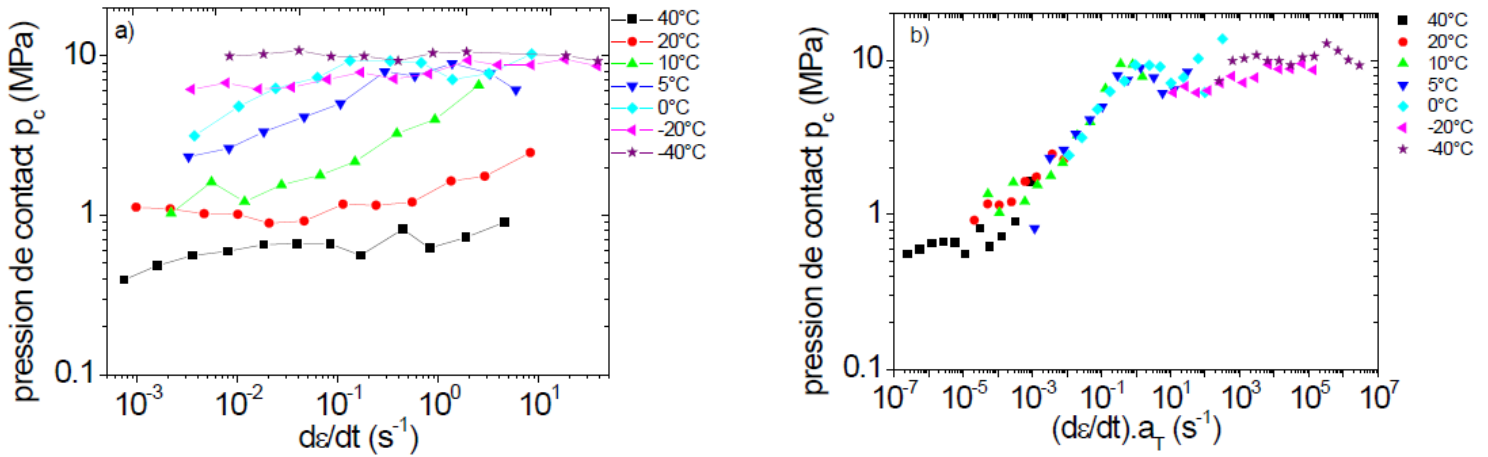 a)
pression de contact p_c (MPa)
10
1
0.1
10^-3
10^-2
10^-1
10^0
10^1
dε/dt (s^-1)
40°C
20°C
10°C
5°C
0°C
-20°C
-40°C
b)
pression de contact p_c (MPa)
10
1
0.1
10^-7
10^-5
10^-3
10^-1
10^1
10^3
10^5
10^7
(dε/dt).a_T (s^-1)
40°C
20°C
10°C
5°C
0°C
-20°C
-40°C